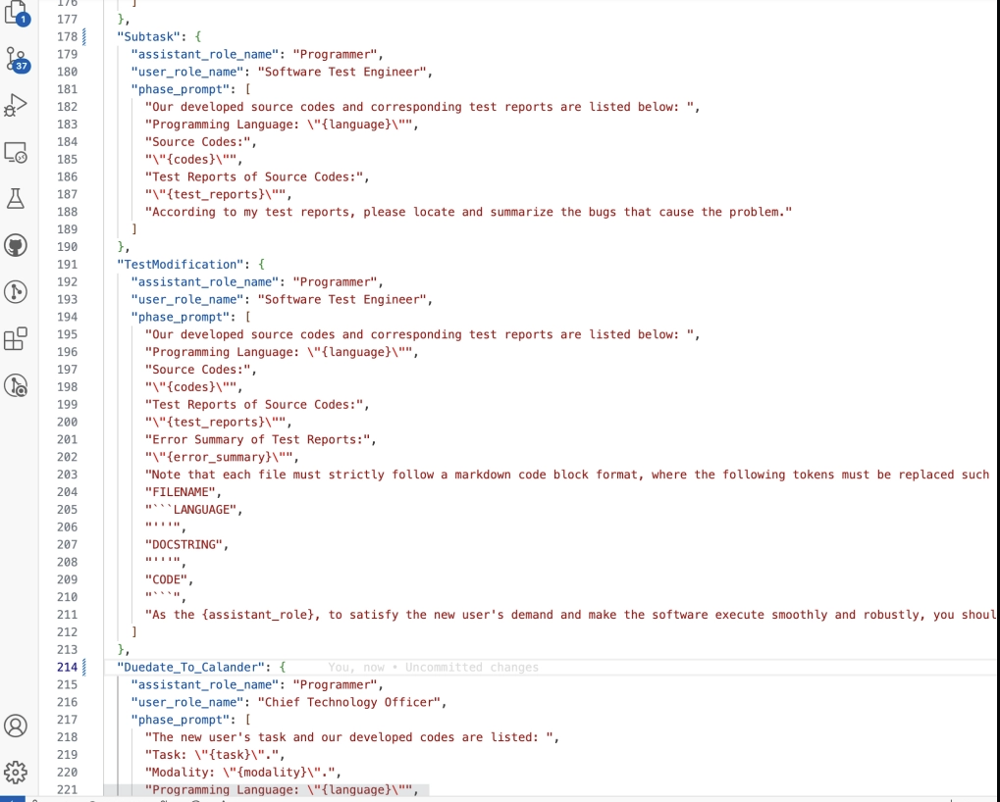 1
37
176 ]
177 },
178 "Subtask": {
179 "assistant_role_name": "Programmer",
180 "user_role_name": "Software Test Engineer",
181 "phase_prompt": [
182 "Our developed source codes and corresponding test reports are listed below: ",
183 "Programming Language: \"{language}\"",
184 "Source Codes:",
185 "\"{codes}\"",
186 "Test Reports of Source Codes:",
187 "\"{test_reports}\"",
188 "According to my test reports, please locate and summarize the bugs that cause the problem."
189 ]
190 },
191 "TestModification": {
192 "assistant_role_name": "Programmer",
193 "user_role_name": "Software Test Engineer",
194 "phase_prompt": [
195 "Our developed source codes and corresponding test reports are listed below: ",
196 "Programming Language: \"{language}\"",
197 "Source Codes:",
198 "\"{codes}\"",
199 "Test Reports of Source Codes:",
200 "\"{test_reports}\"",
201 "Error Summary of Test Reports:",
202 "\"{error_summary}\"",
203 "Note that each file must strictly follow a markdown code block format, where the following tokens must be replaced such
204 "FILENAME",
205 "```LANGUAGE",
206 "'''",
207 "DOCSTRING",
208 "'''",
209 "CODE",
210 "```",
211 "As the {assistant_role}, to satisfy the new user's demand and make the software execute smoothly and robustly, you shoul
212 ]
213 },
214 "Duedate_To_Calander": { You, now • Uncommitted changes
215 "assistant_role_name": "Programmer",
216 "user_role_name": "Chief Technology Officer",
217 "phase_prompt": [
218 "The new user's task and our developed codes are listed: ",
219 "Task: \"{task}\".",
220 "Modality: \"{modality}\".",
221 "Programming Language: \"{language}\"",